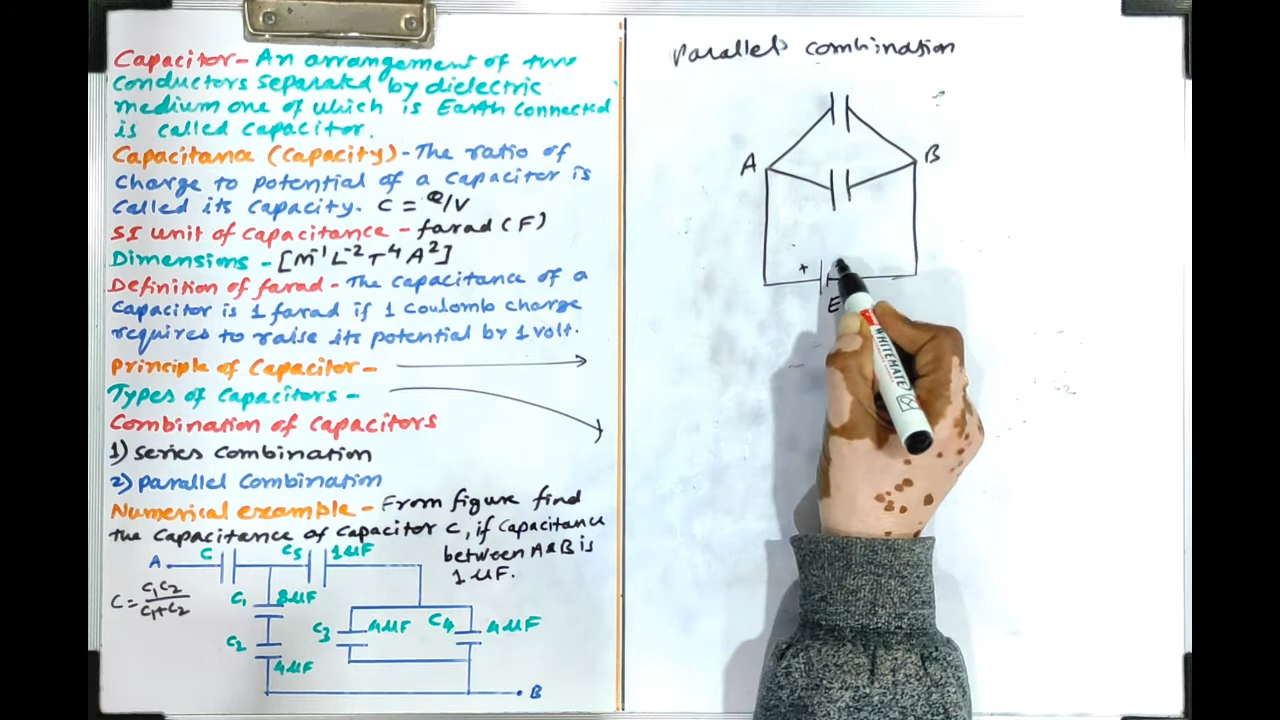 Capacitor- An arrangement of two
conductors separated by dielectric
medium one of which is Earth connected
is called capacitor.
Capacitance (capacity)- The ratio of
charge to potential of a capacitor is
called its capacity. C = Q/V
SI unit of capacitance - farad (F)
Dimensions - [M⁻¹ L⁻² T⁴ A²]
Definition of farad - The capacitance of a
capacitor is 1 farad if 1 coulomb charge
requires to raise its potential by 1 volt.
Principle of capacitor-
Types of capacitors-
Combination of capacitors
1) series combination
2) parallel combination
Numerical example - From figure find
the capacitance of capacitor C, if capacitance
between A & B is
1 μF.
A C C5 1μF
C = C1C2/C1+C2
C1 8μF
C3 4μF C4 4μF
C2 4μF
B
Parallel combination
A B
+
E
WHITEMATE